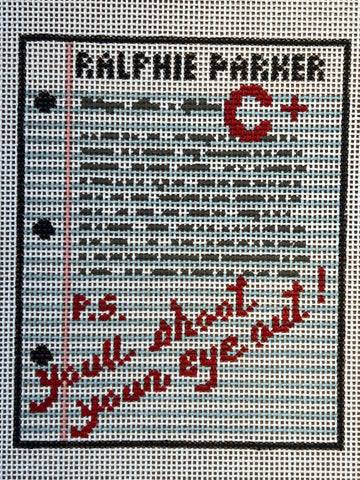 RALPHIE PARKER
C+
P.S.
you'll shoot
your eye out!